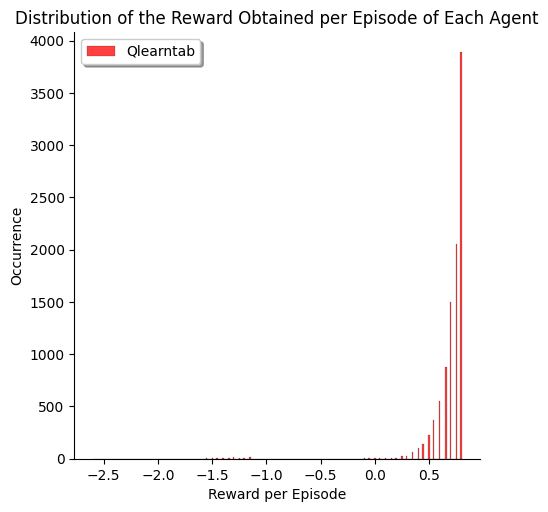 Distribution of the Reward Obtained per Episode of Each Agent
Qlearntab
4000
3500
3000
2500
2000
1500
1000
500
0
Occurrence
−2.5 −2.0 −1.5 −1.0 −0.5 0.0 0.5
Reward per Episode